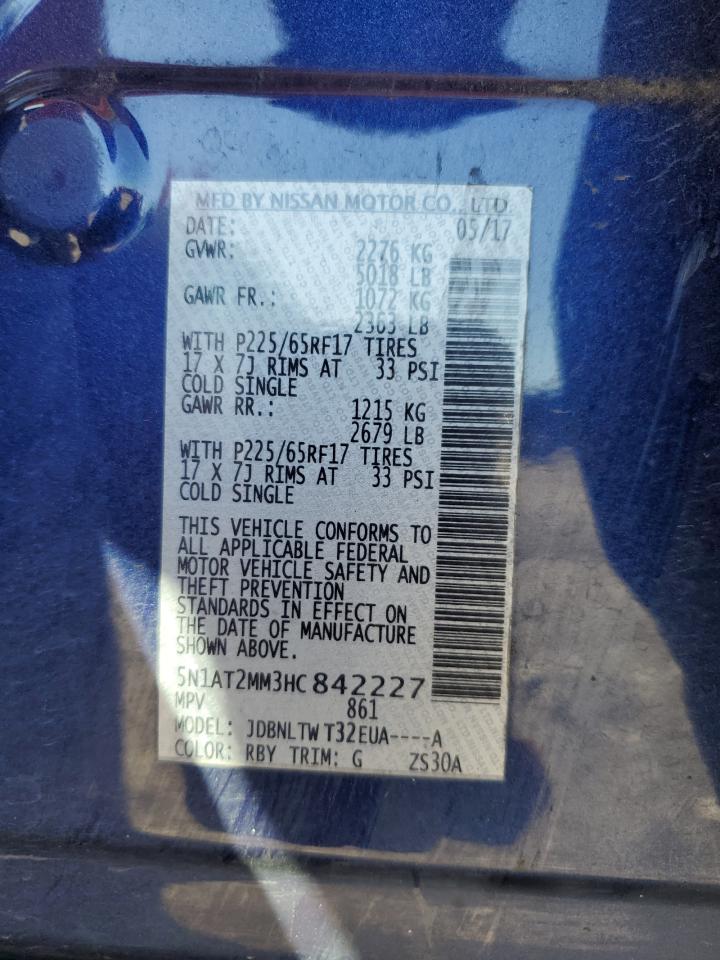 MFD BY NISSAN MOTOR CO., LTD.
DATE: 05/17
GVWR: 2276 KG
5018 LB
GAWR FR.: 1072 KG
2363 LB
WITH P225/65RF17 TIRES
17 X 7J RIMS AT 33 PSI
COLD SINGLE
GAWR RR.: 1215 KG
2679 LB
WITH P225/65RF17 TIRES
17 X 7J RIMS AT 33 PSI
COLD SINGLE
THIS VEHICLE CONFORMS TO
ALL APPLICABLE FEDERAL
MOTOR VEHICLE SAFETY AND
THEFT PREVENTION
STANDARDS IN EFFECT ON
THE DATE OF MANUFACTURE
SHOWN ABOVE.
5N1AT2MM3HC842227
MPV 861
MODEL: JDBNLTWT32EUA----A
COLOR: RBY TRIM: G ZS30A